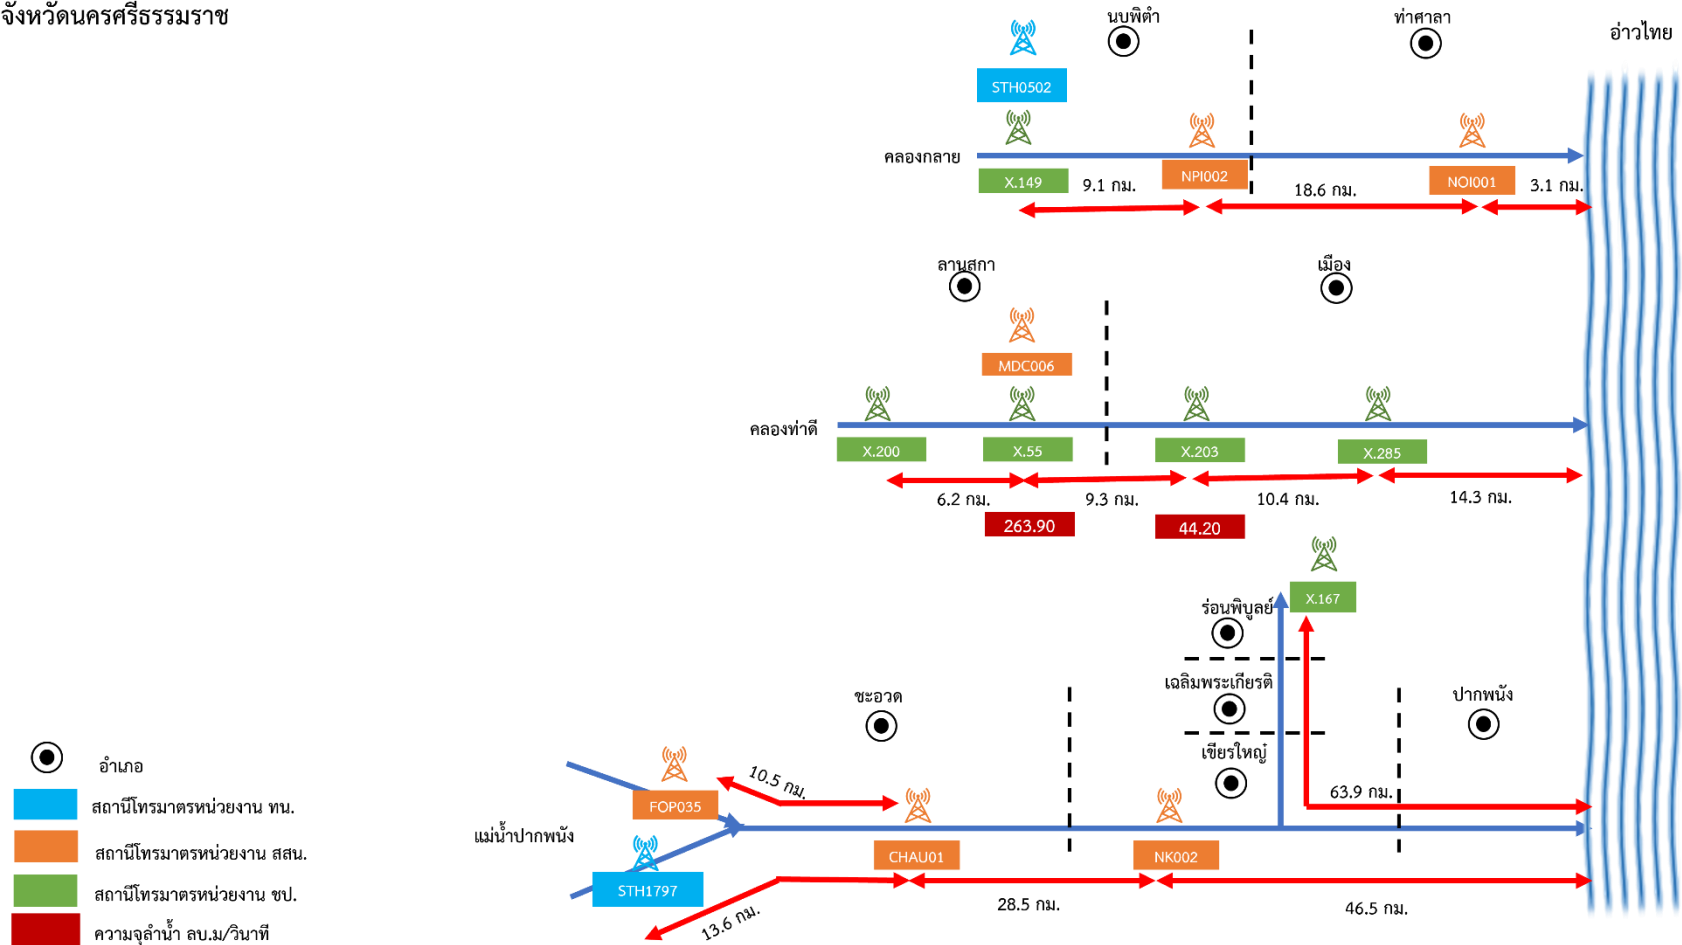 จังหวัดนครศรีธรรมราช
นบพิตำ
ท่าศาลา
อ่าวไทย
STH0502
คลองกลาย
X.149
9.1 กม.
NPI002
18.6 กม.
NOI001
3.1 กม.
ลานสกา
เมือง
MDC006
คลองท่าดี
X.200
X.55
X.203
X.285
6.2 กม.
9.3 กม.
10.4 กม.
14.3 กม.
263.90
44.20
X.167
ร่อนพิบูลย์
เฉลิมพระเกียรติ
ชะอวด
ปากพนัง
เขียรใหญ่
อำเภอ
10.5 กม.
63.9 กม.
FOP035
สถานีโทรมาตรหน่วยงาน ทน.
แม่น้ำปากพนัง
สถานีโทรมาตรหน่วยงาน สสน.
CHAU01
NK002
STH1797
สถานีโทรมาตรหน่วยงาน ชป.
28.5 กม.
46.5 กม.
13.6 กม.
ความจุลำน้ำ ลบ.ม/วินาที